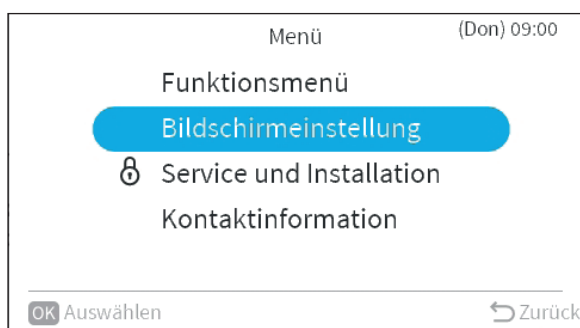 Menü
(Don) 09:00
Funktionsmenü
Bildschirmeinstellung
Service und Installation
Kontaktinformation
OK Auswählen
Zurück